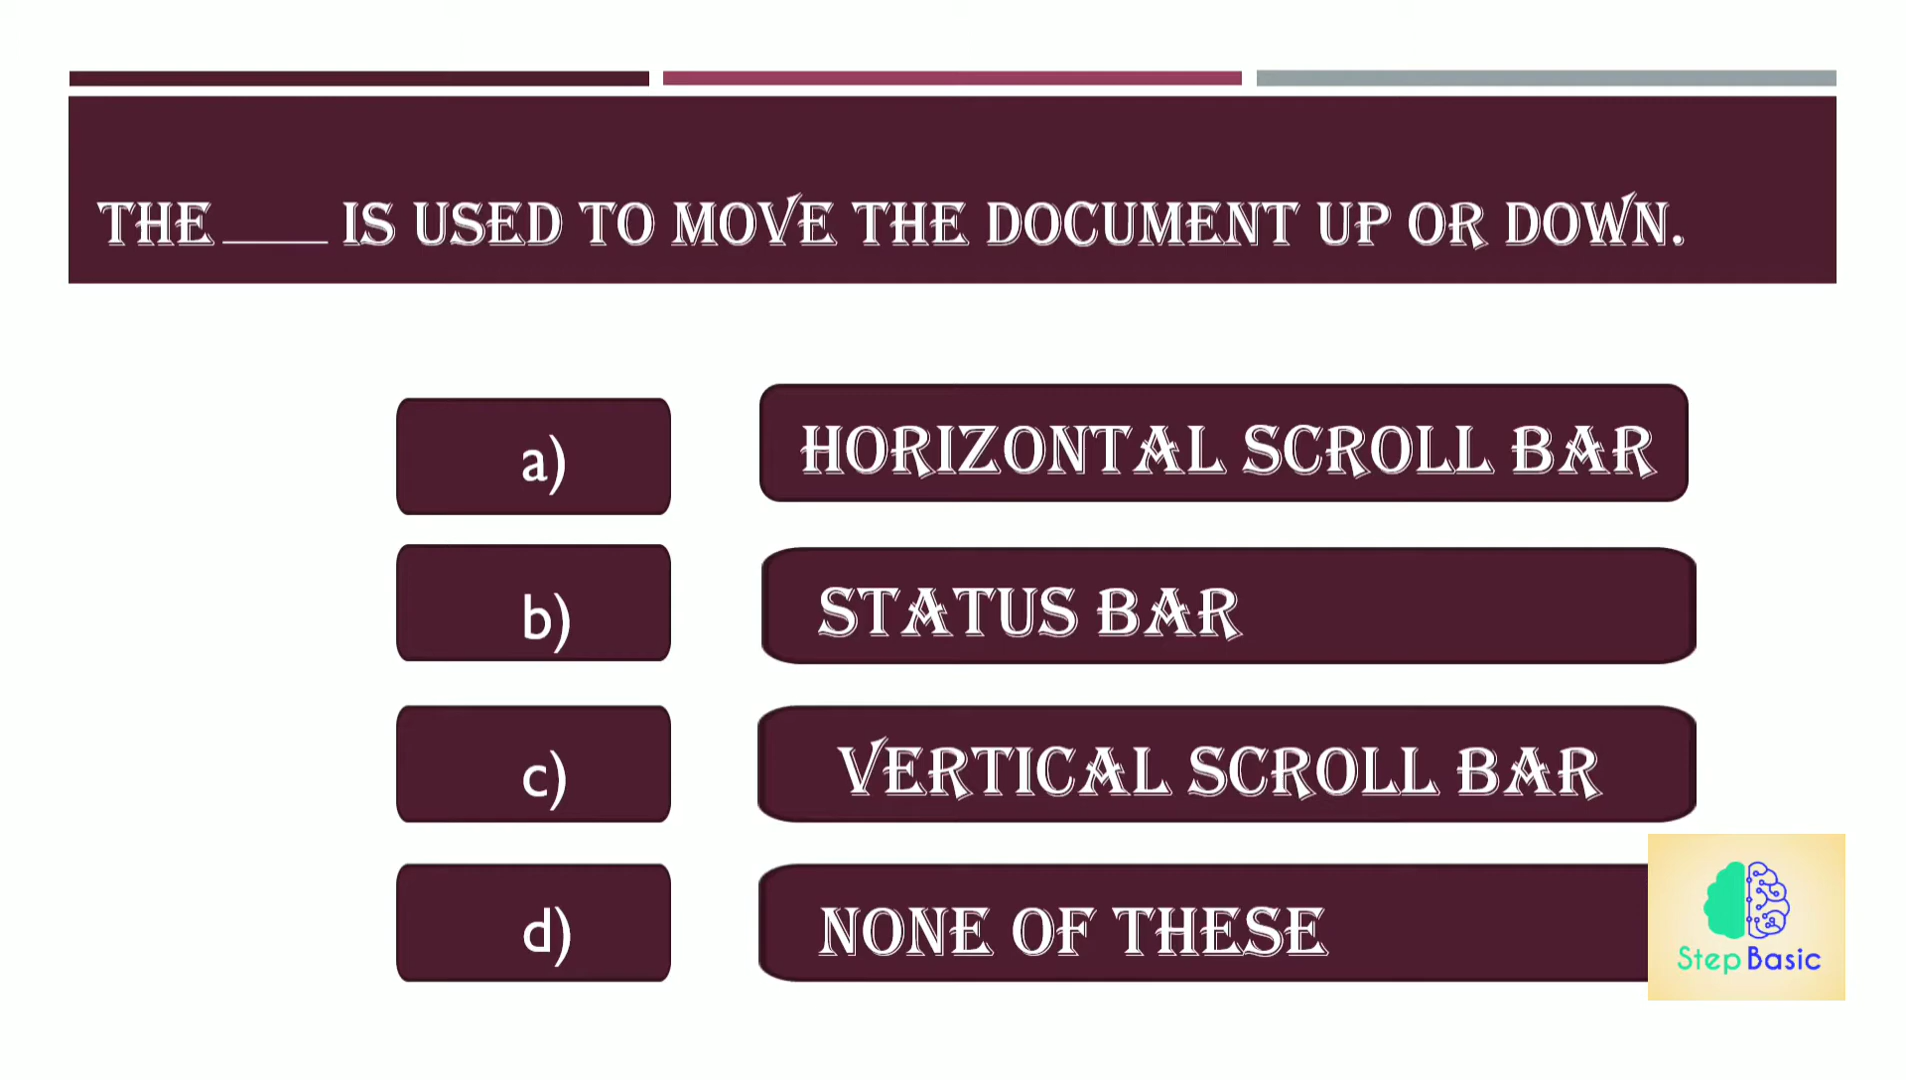 THE ____ IS USED TO MOVE THE DOCUMENT UP OR DOWN.
a) HORIZONTAL SCROLL BAR
b) STATUS BAR
c) VERTICAL SCROLL BAR
d) NONE OF THESE
Step Basic